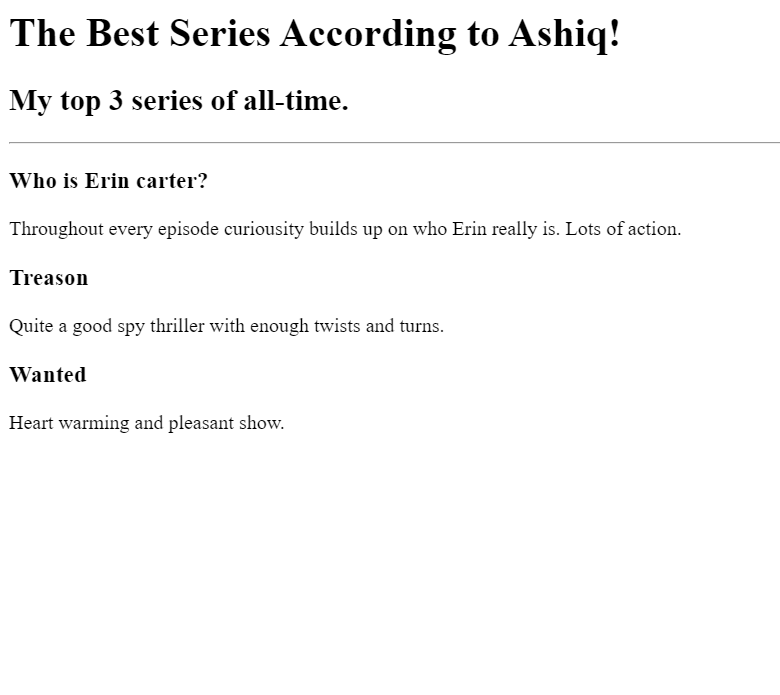 The Best Series According to Ashiq!
My top 3 series of all-time.
Who is Erin carter?
Throughout every episode curiousity builds up on who Erin really is. Lots of action.
Treason
Quite a good spy thriller with enough twists and turns.
Wanted
Heart warming and pleasant show.